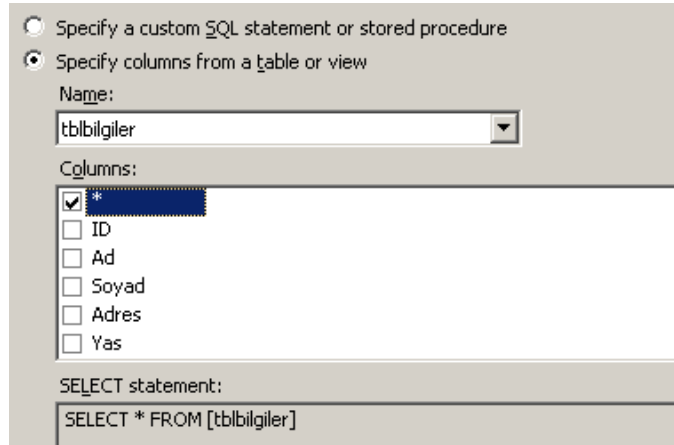 Specify a custom SQL statement or stored procedure
Specify columns from a table or view
Name:
tblbilgiler
Columns:
*
ID
Ad
Soyad
Adres
Yas
SELECT statement:
SELECT * FROM [tblbilgiler]